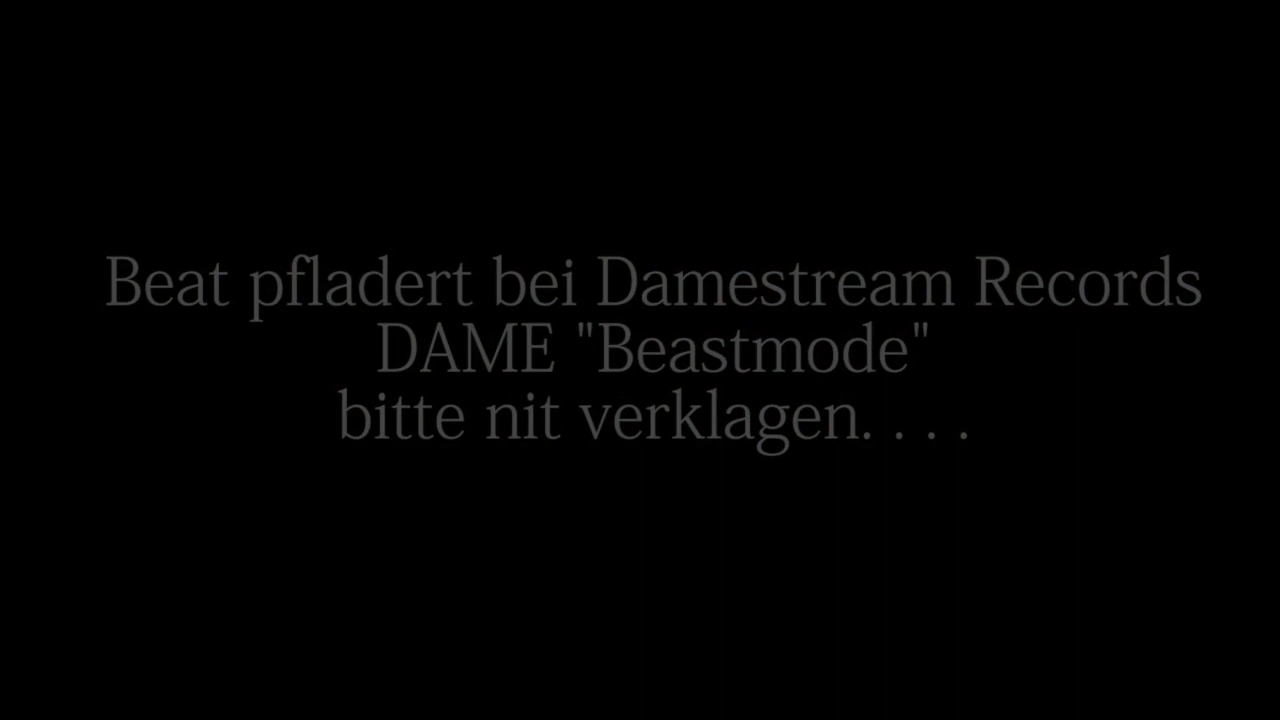 Beat pfladert bei Damestream Records
DAME "Beastmode"
bitte nit verklagen. . . .